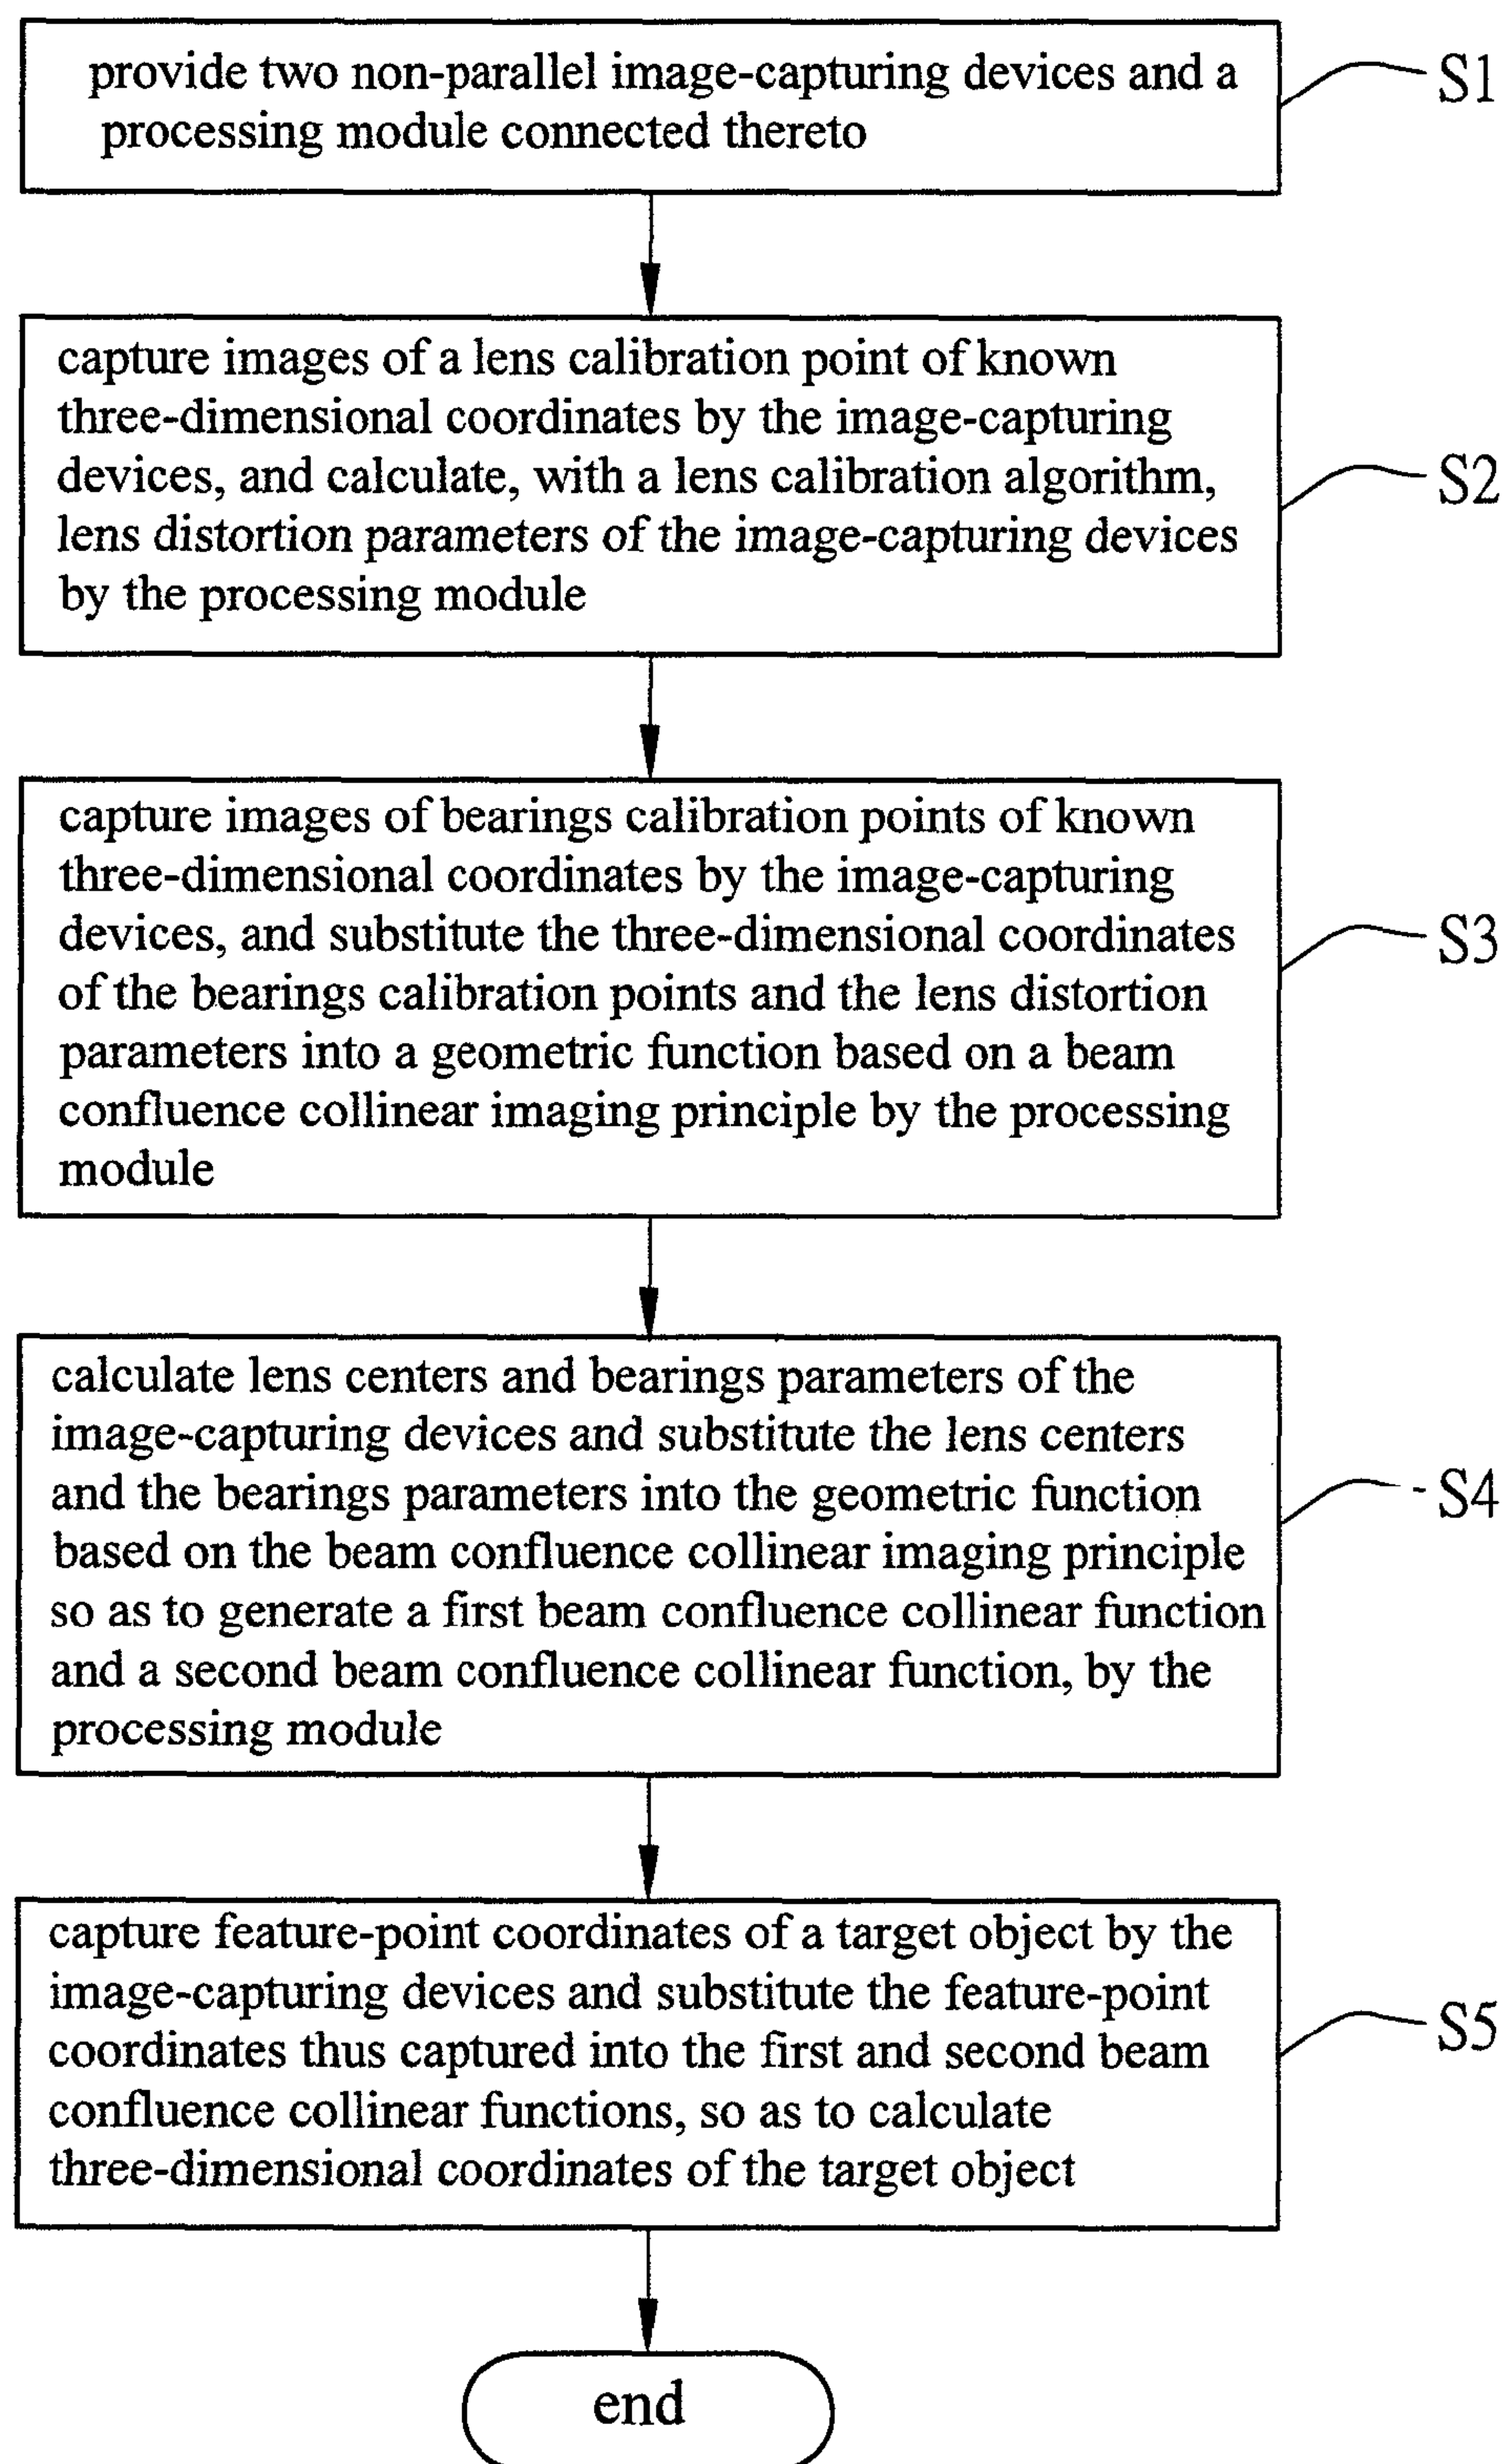 provide two non-parallel image-capturing devices and a
processing module connected thereto
S1
capture images of a lens calibration point of known
three-dimensional coordinates by the image-capturing
devices, and calculate, with a lens calibration algorithm,
lens distortion parameters of the image-capturing devices
by the processing module
S2
capture images of bearings calibration points of known
three-dimensional coordinates by the image-capturing
devices, and substitute the three-dimensional coordinates
of the bearings calibration points and the lens distortion
parameters into a geometric function based on a beam
confluence collinear imaging principle by the processing
module
S3
calculate lens centers and bearings parameters of the
image-capturing devices and substitute the lens centers
and the bearings parameters into the geometric function
based on the beam confluence collinear imaging principle
so as to generate a first beam confluence collinear function
and a second beam confluence collinear function, by the
processing module
S4
capture feature-point coordinates of a target object by the
image-capturing devices and substitute the feature-point
coordinates thus captured into the first and second beam
confluence collinear functions, so as to calculate
three-dimensional coordinates of the target object
S5
end